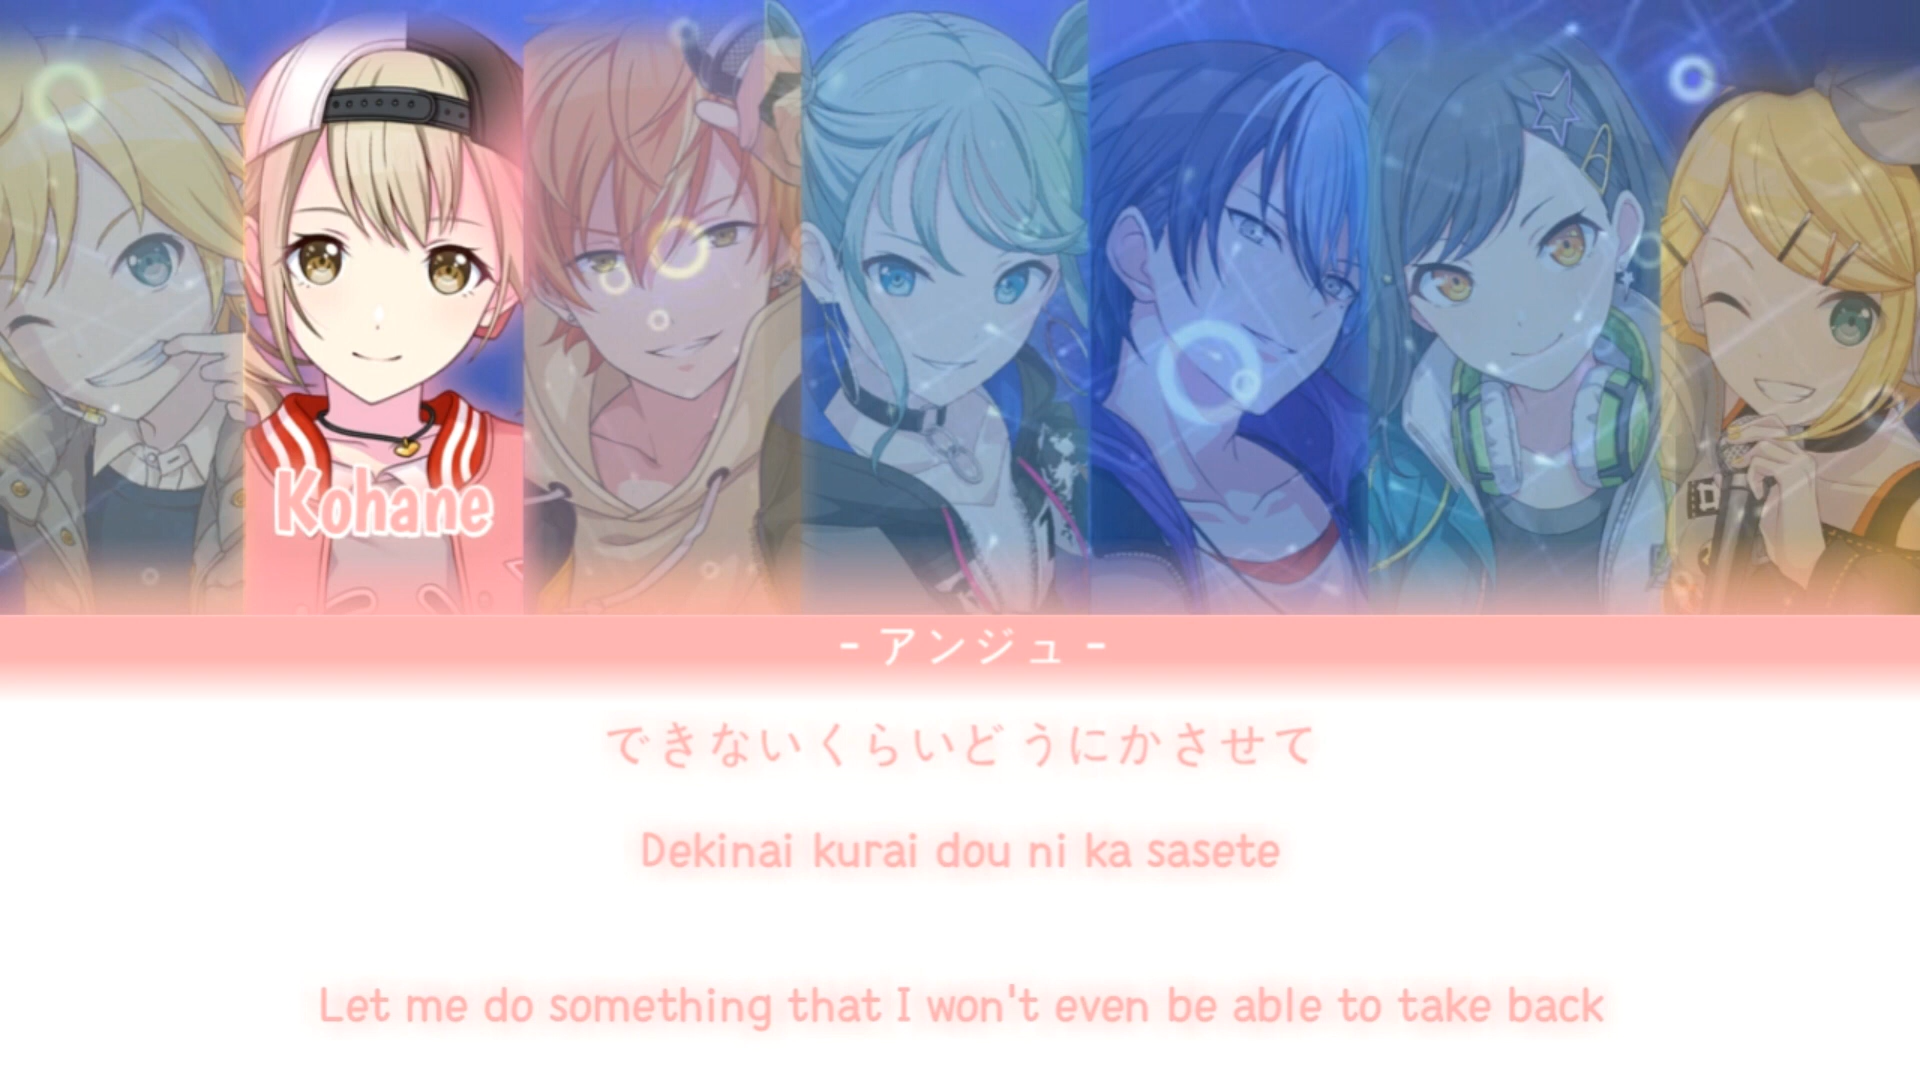 Kohane
- アンジュ -
できないくらいど うにかさせて
Dekinai kurai dou ni ka sasete
Let me do something that I won't even be able to take back